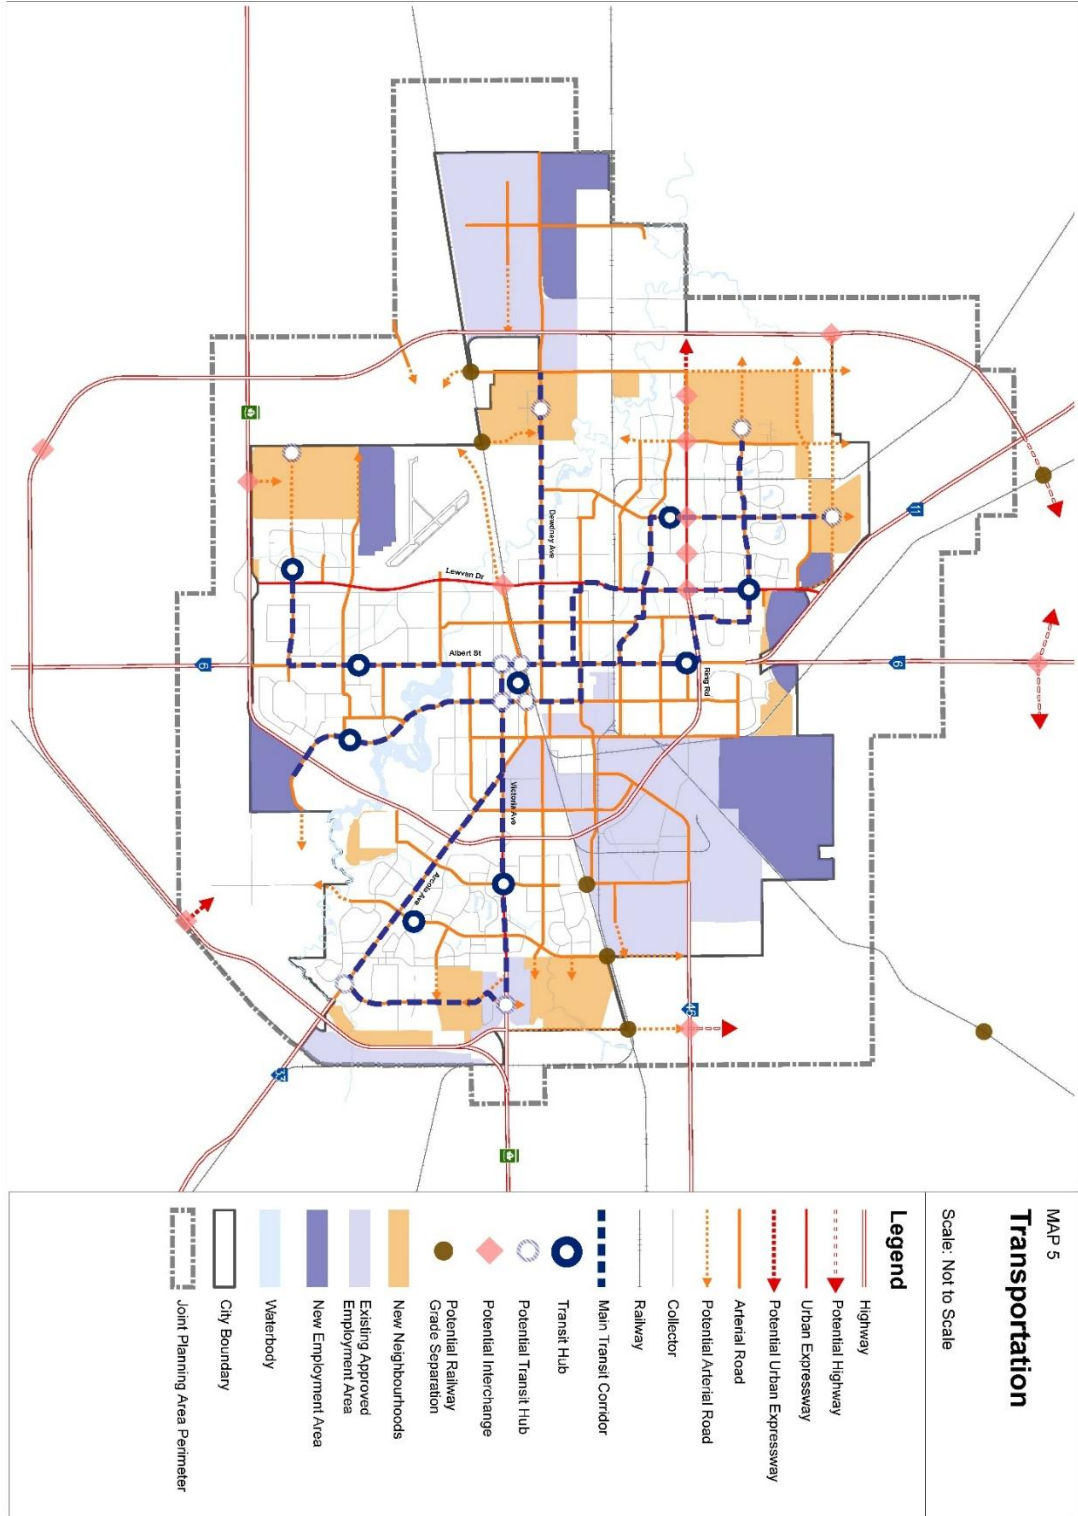 MAP 5
Transportation
Scale: Not to Scale
Legend
Highway
Potential Highway
Urban Expressway
Potential Urban Expressway
Arterial Road
Potential Arterial Road
Collector
Railway
Main Transit Corridor
Transit Hub
Potential Transit Hub
Potential Interchange
Potential Railway
Grade Separation
New Neighbourhoods
Existing Approved
Employment Area
New Employment Area
Waterbody
City Boundary
Joint Planning Area Perimeter
11
6
46
Ring Rd
Dewdney Ave
Victoria Ave
Lewvan Dr
Albert St
Arcola Ave
1
1
33
6